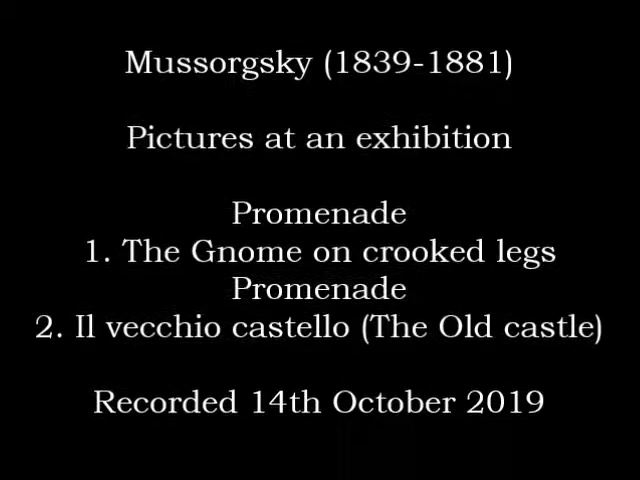 Mussorgsky (1839-1881)
Pictures at an exhibition
Promenade
1. The Gnome on crooked legs
Promenade
2. Il vecchio castello (The Old castle)
Recorded 14th October 2019